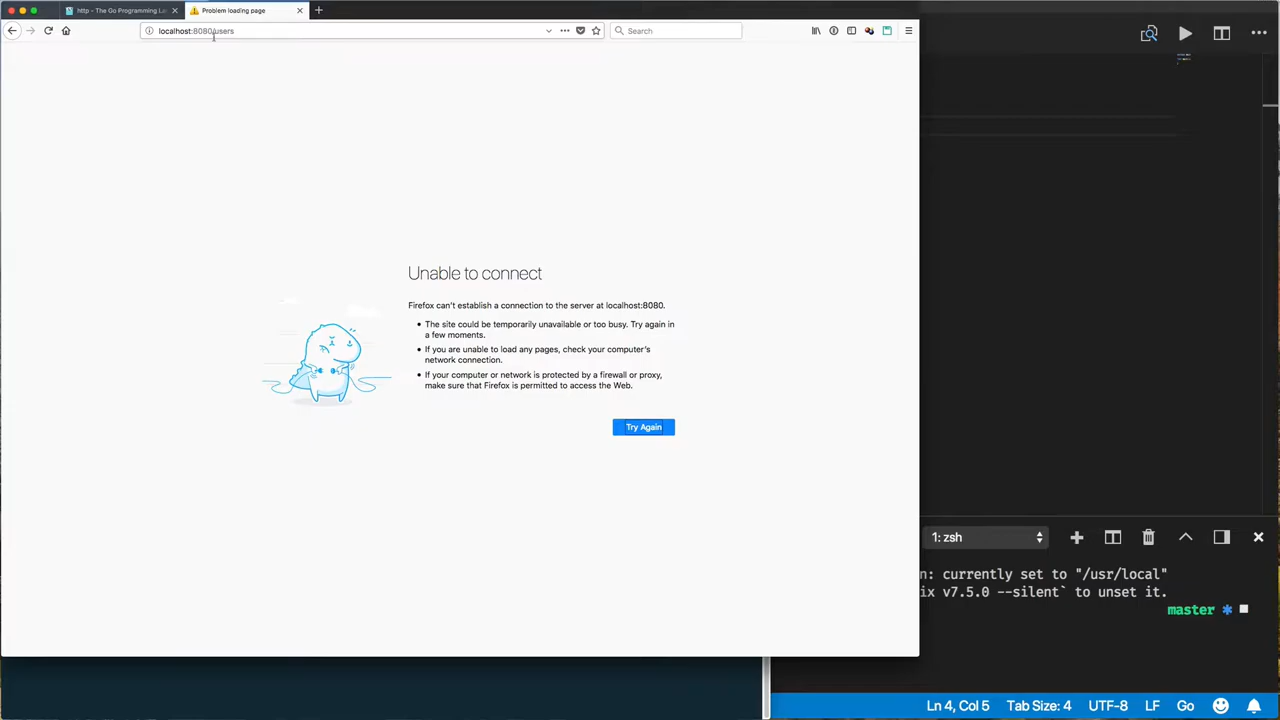 http - The Go Programming La
Problem loading page
localhost:8080/users
Search
Unable to connect
Firefox can't establish a connection to the server at localhost:8080.
The site could be temporarily unavailable or too busy. Try again in
a few moments.
If you are unable to load any pages, check your computer's
network connection.
If your computer or network is protected by a firewall or proxy,
make sure that Firefox is permitted to access the Web.
Try Again
1: zsh
n: currently set to "/usr/local"
ix v7.5.0 --silent` to unset it.
master *
Ln 4, Col 5 Tab Size: 4 UTF-8 LF Go